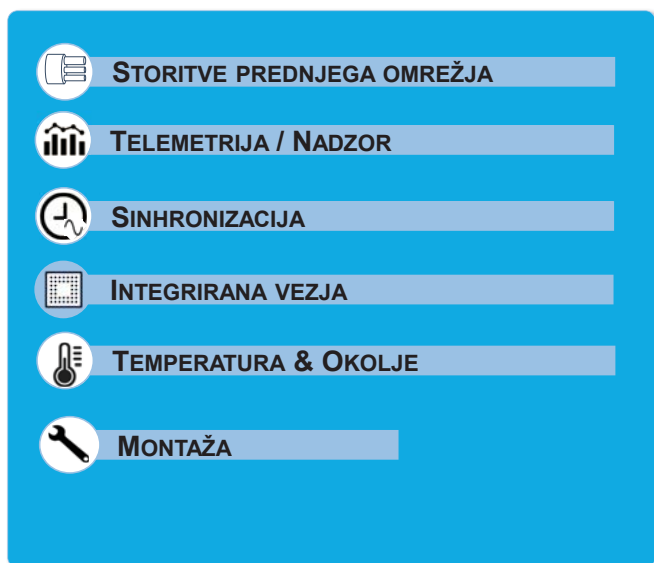 STORITVE PREDNJEGA OMREŽJA
TELEMETRIJA / NADZOR
SINHRONIZACIJA
INTEGRIRANA VEZJA
TEMPERATURA & OKOLJE
MONTAŽA